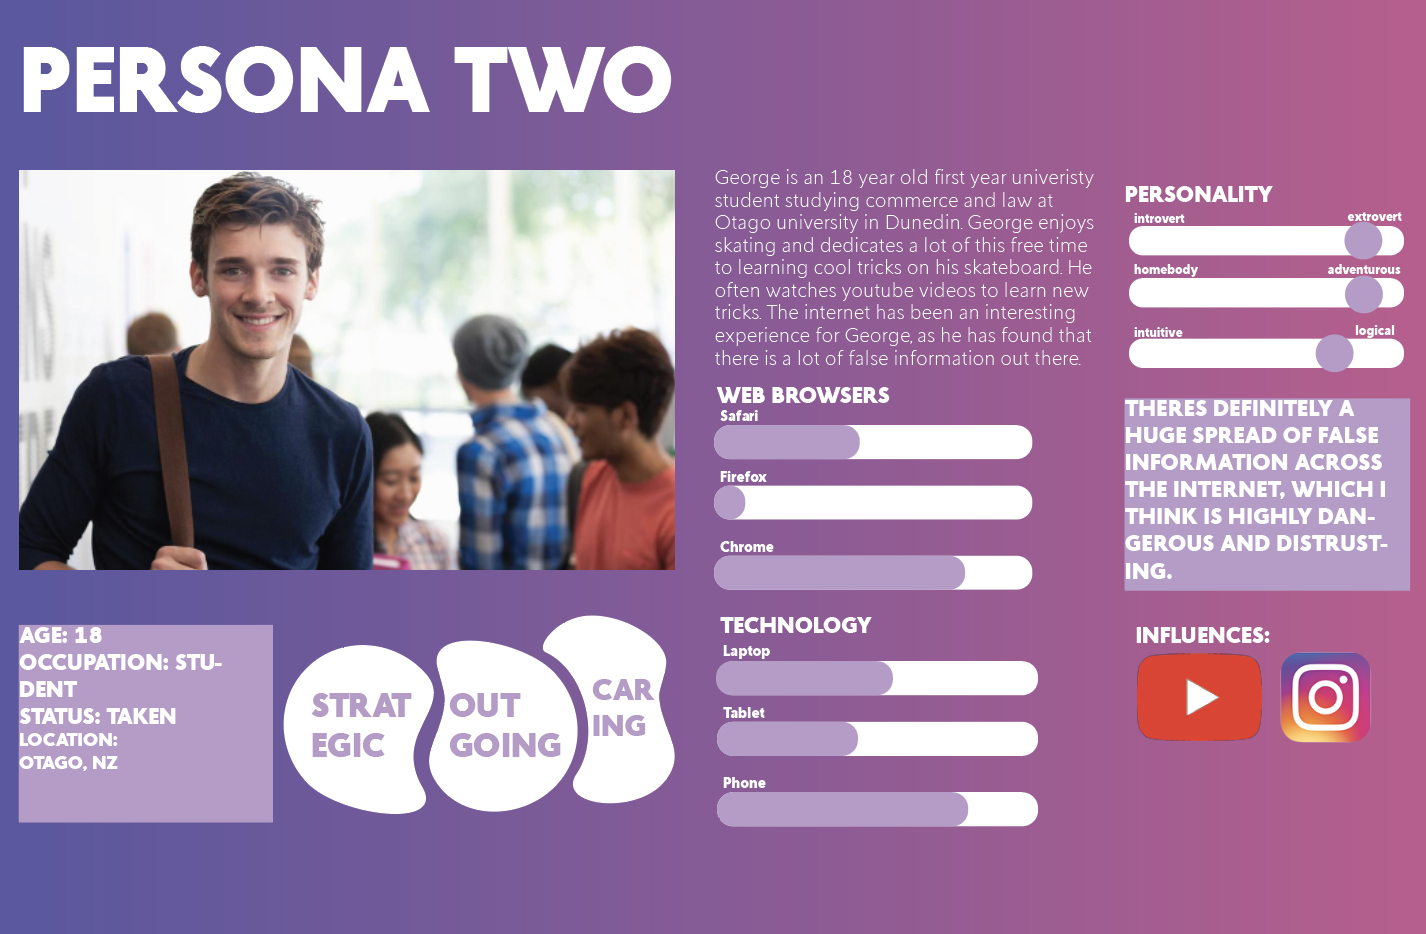 PERSONA TWO
George is an 18 year old first year univeristy
student studying commerce and law at
Otago university in Dunedin. George enjoys
skating and dedicates a lot of this free time
to learning cool tricks on his skateboard. He
often watches youtube videos to learn new
tricks. The internet has been an interesting
experience for George, as he has found that
there is a lot of false information out there.
WEB BROWSERS
Safari
Firefox
Chrome
TECHNOLOGY
Laptop
Tablet
Phone
PERSONALITY
introvert extrovert
homebody adventurous
intuitive logical
THERES DEFINITELY A
HUGE SPREAD OF FALSE
INFORMATION ACROSS
THE INTERNET, WHICH I
THINK IS HIGHLY DAN-
GEROUS AND DISTRUST-
ING.
INFLUENCES:
AGE: 18
OCCUPATION: STU-
DENT
STATUS: TAKEN
LOCATION:
OTAGO, NZ
STRAT
EGIC
OUT
GOING
CAR
ING